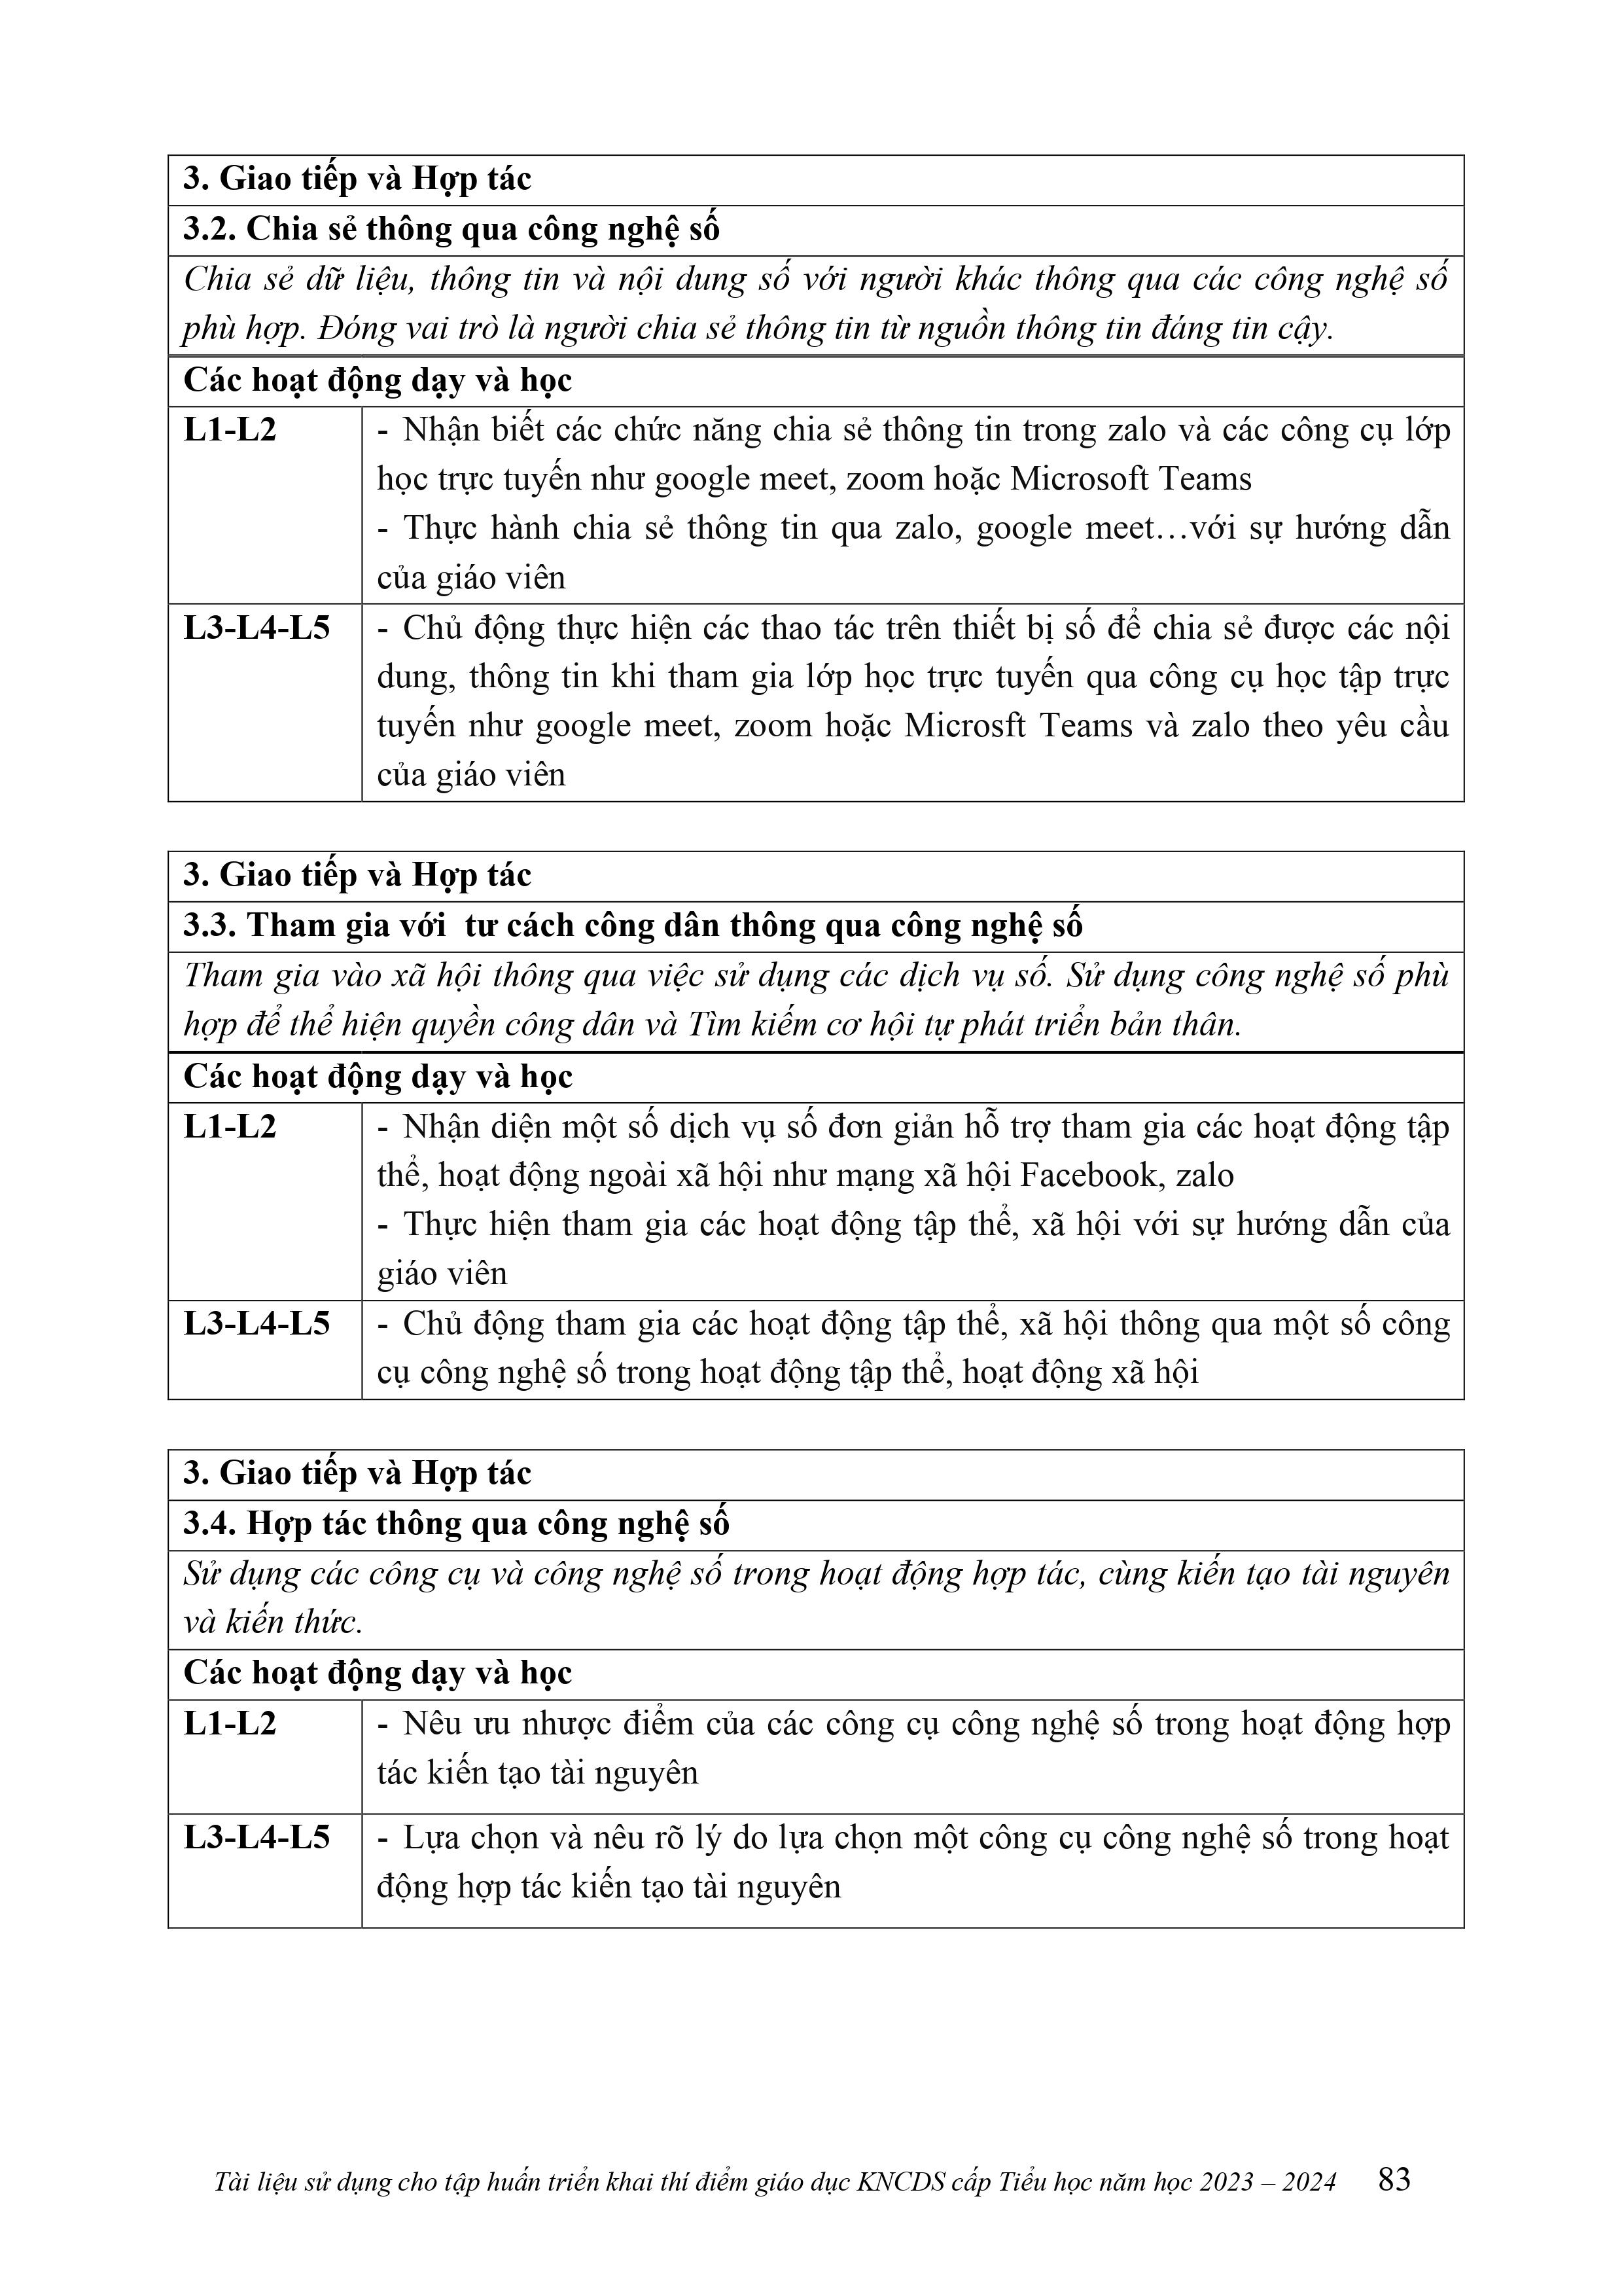 3. Giao tiếp và Hợp tác
3.2. Chia sẻ thông qua công nghệ số
Chia sẻ dữ liệu, thông tin và nội dung số với người khác thông qua các công nghệ số
phù hợp. Đóng vai trò là người chia sẻ thông tin từ nguồn thông tin đáng tin cậy.
Các hoạt động dạy và học
L1-L2
- Nhận biết các chức năng chia sẻ thông tin trong zalo và các công cụ lớp
học trực tuyến như google meet, zoom hoặc Microsoft Teams
- Thực hành chia sẻ thông tin qua zalo, google meet…với sự hướng dẫn
của giáo viên
L3-L4-L5
- Chủ động thực hiện các thao tác trên thiết bị số để chia sẻ được các nội
dung, thông tin khi tham gia lớp học trực tuyến qua công cụ học tập trực
tuyến như google meet, zoom hoặc Microsft Teams và zalo theo yêu cầu
của giáo viên
3. Giao tiếp và Hợp tác
3.3. Tham gia với  tư cách công dân thông qua công nghệ số
Tham gia vào xã hội thông qua việc sử dụng các dịch vụ số. Sử dụng công nghệ số phù
hợp để thể hiện quyền công dân và Tìm kiếm cơ hội tự phát triển bản thân.
Các hoạt động dạy và học
L1-L2
- Nhận diện một số dịch vụ số đơn giản hỗ trợ tham gia các hoạt động tập
thể, hoạt động ngoài xã hội như mạng xã hội Facebook, zalo
- Thực hiện tham gia các hoạt động tập thể, xã hội với sự hướng dẫn của
giáo viên
L3-L4-L5
- Chủ động tham gia các hoạt động tập thể, xã hội thông qua một số công
cụ công nghệ số trong hoạt động tập thể, hoạt động xã hội
3. Giao tiếp và Hợp tác
3.4. Hợp tác thông qua công nghệ số
Sử dụng các công cụ và công nghệ số trong hoạt động hợp tác, cùng kiến tạo tài nguyên
và kiến thức.
Các hoạt động dạy và học
L1-L2
- Nêu ưu nhược điểm của các công cụ công nghệ số trong hoạt động hợp
tác kiến tạo tài nguyên
L3-L4-L5
- Lựa chọn và nêu rõ lý do lựa chọn một công cụ công nghệ số trong hoạt
động hợp tác kiến tạo tài nguyên
Tài liệu sử dụng cho tập huấn triển khai thí điểm giáo dục KNCDS cấp Tiểu học năm học 2023 – 2024 83